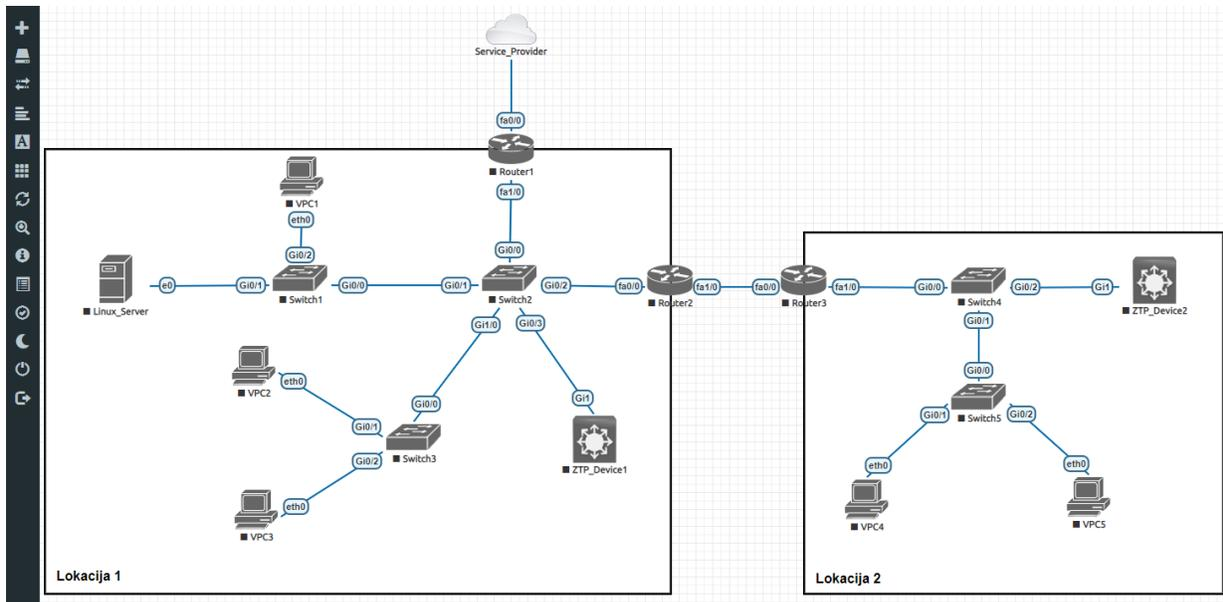 Service_Provider
fa0/0
Router1
fa1/0
VPC1
eth0
Gi0/2
Gi0/0
Linux_Server
e0
Gi0/1
Switch1
Gi0/0
Gi0/1
Switch2
Gi0/2
fa0/0
Router2
fa1/0
fa0/0
Router3
fa1/0
Gi0/0
Switch4
Gi0/2
Gi1
ZTP_Device2
Gi1/0
Gi0/3
Gi0/1
VPC2
eth0
Gi0/0
Gi1
Gi0/0
Gi0/1
Switch3
Gi0/2
ZTP_Device1
Gi0/1
Switch5
Gi0/2
eth0
VPC3
eth0
VPC4
eth0
VPC5
Lokacija 1
Lokacija 2